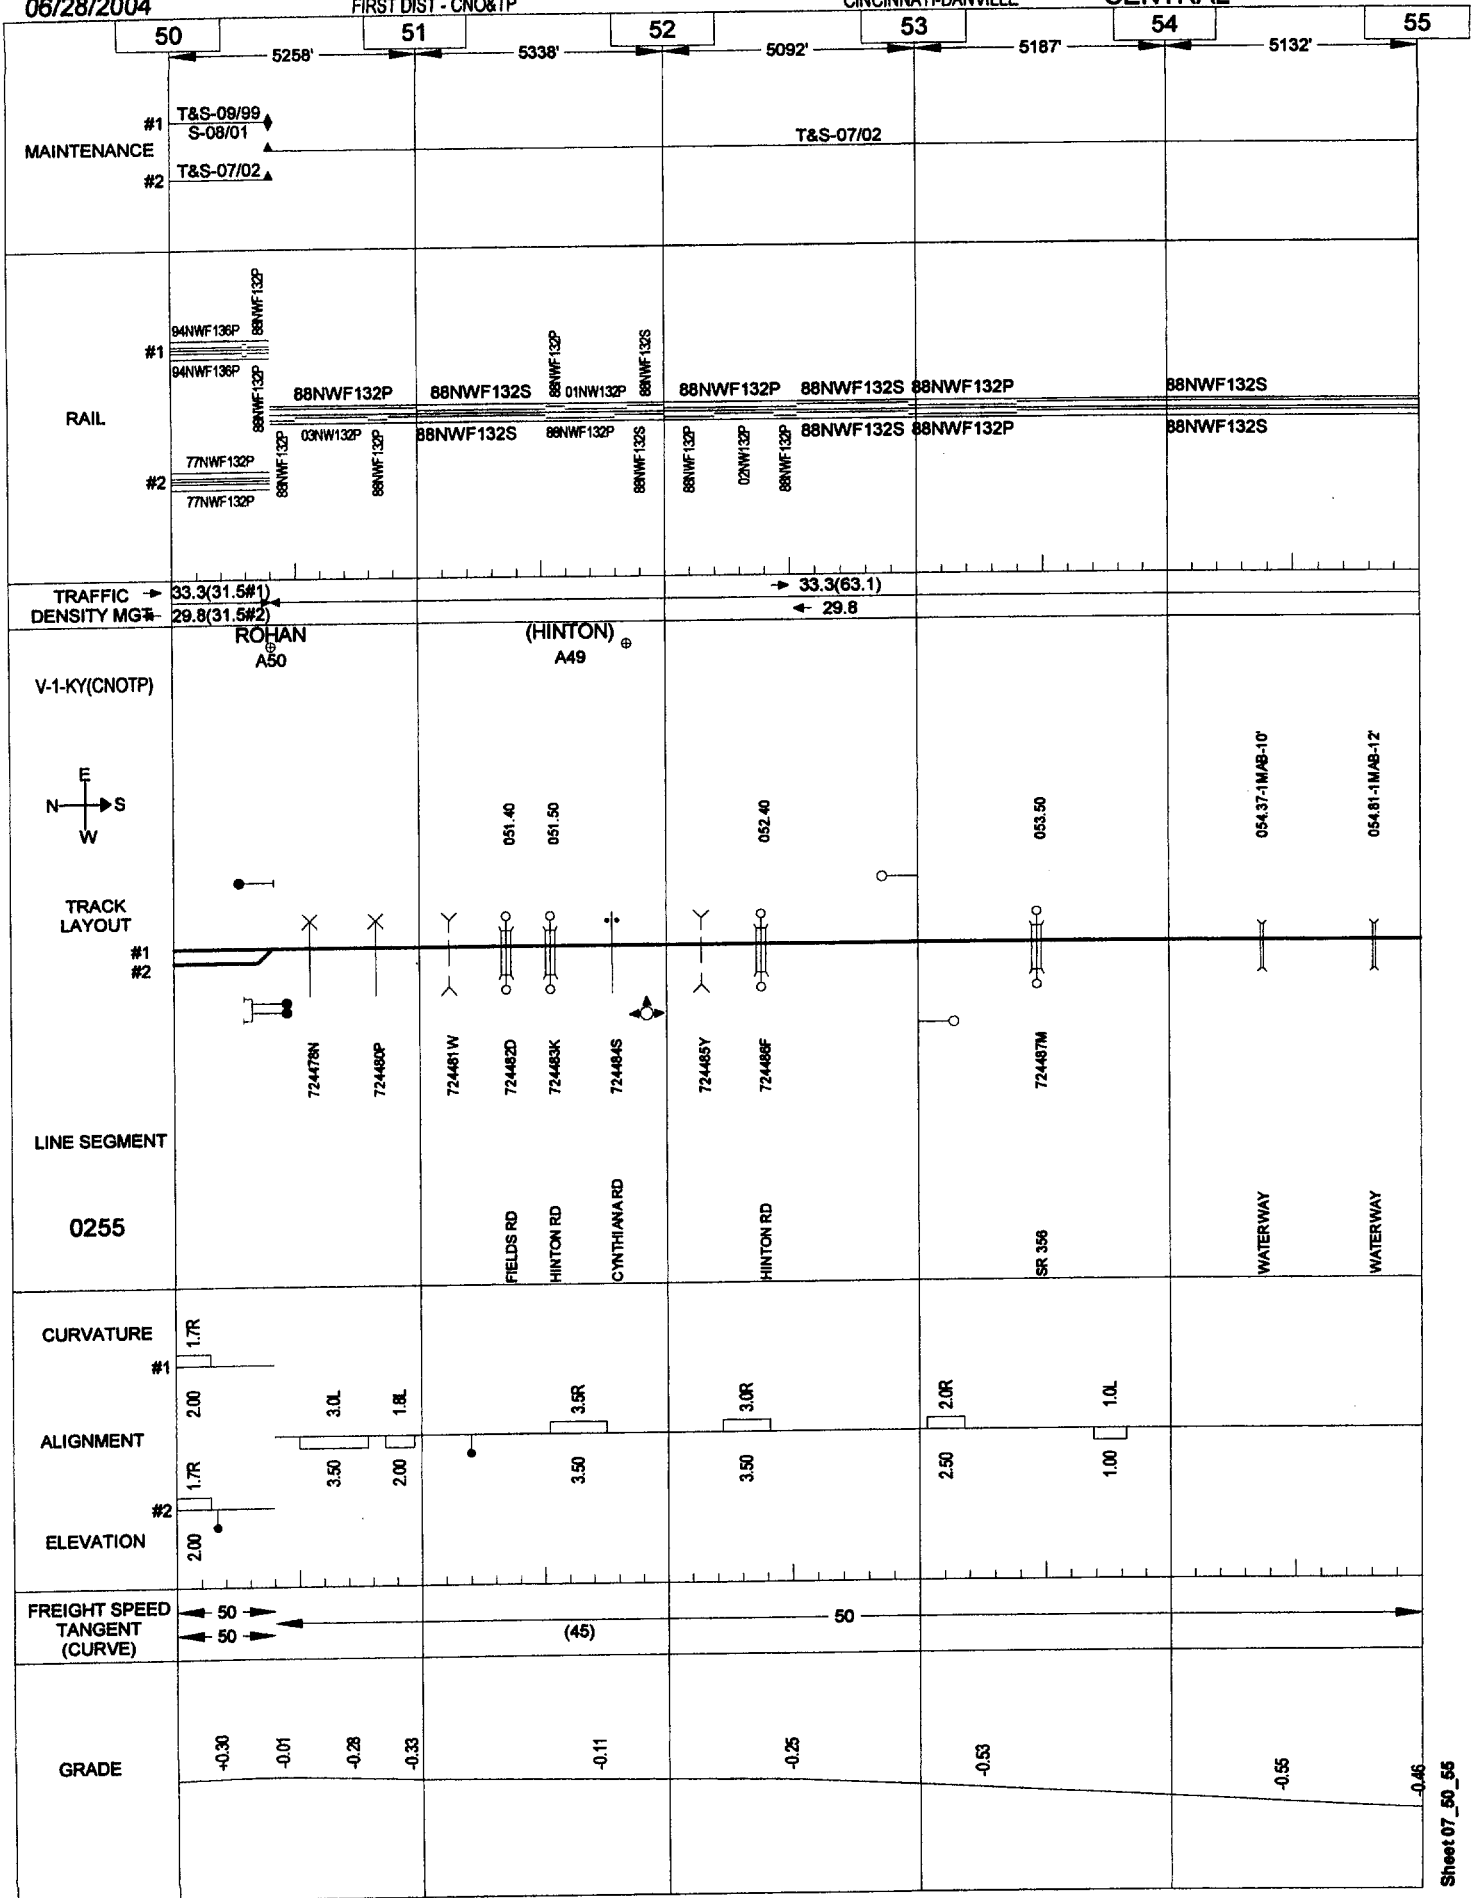 06/28/2004 FIRST DIST - CNO&TP CINCINNATI-DANVILLE CENTRAL
50 51 52 53 54 55
5258' 5338' 5092' 5187' 5132'
MAINTENANCE
#1 T&S-09/99
S-08/01
T&S-07/02
#2 T&S-07/02
RAIL
#1
94NWF136P
94NWF136P
88NWF132P
88NWF132P
88NWF132P 88NWF132S 88NWF132P 01NW132P 88NWF132S 88NWF132P 88NWF132S 88NWF132P 88NWF132S
88NWF132P 03NW132P 88NWF132P 88NWF132S 88NWF132P 88NWF132S 88NWF132P 02NW132P 88NWF132P 88NWF132S 88NWF132P 88NWF132S
#2
77NWF132P
77NWF132P
TRAFFIC 33.3(31.5#1) 33.3(63.1)
DENSITY MGT 29.8(31.5#2) 29.8
ROHAN (HINTON)
A50 A49
V-1-KY(CNOTP)
E
N S
W
051.40 051.50 052.40 053.50 054.37-1MAB-10' 054.81-1MAB-12'
TRACK
LAYOUT
#1
#2
724478N 724480P 724481W 724482D 724483K 724484S 724485Y 724486F 724487M
LINE SEGMENT
0255
FIELDS RD HINTON RD CYNTHIANA RD HINTON RD SR 356 WATERWAY WATERWAY
CURVATURE
#1
1.7R
2.00
3.0L 1.8L 3.5R 3.0R 2.0R 1.0L
ALIGNMENT
3.50 2.00 3.50 3.50 2.50 1.00
#2
1.7R
2.00
ELEVATION
FREIGHT SPEED 50
TANGENT 50 (45) 50
(CURVE)
GRADE
+0.30 -0.01 -0.28 -0.33 -0.11 -0.25 -0.53 -0.55 -0.46
Sheet 07_50_55